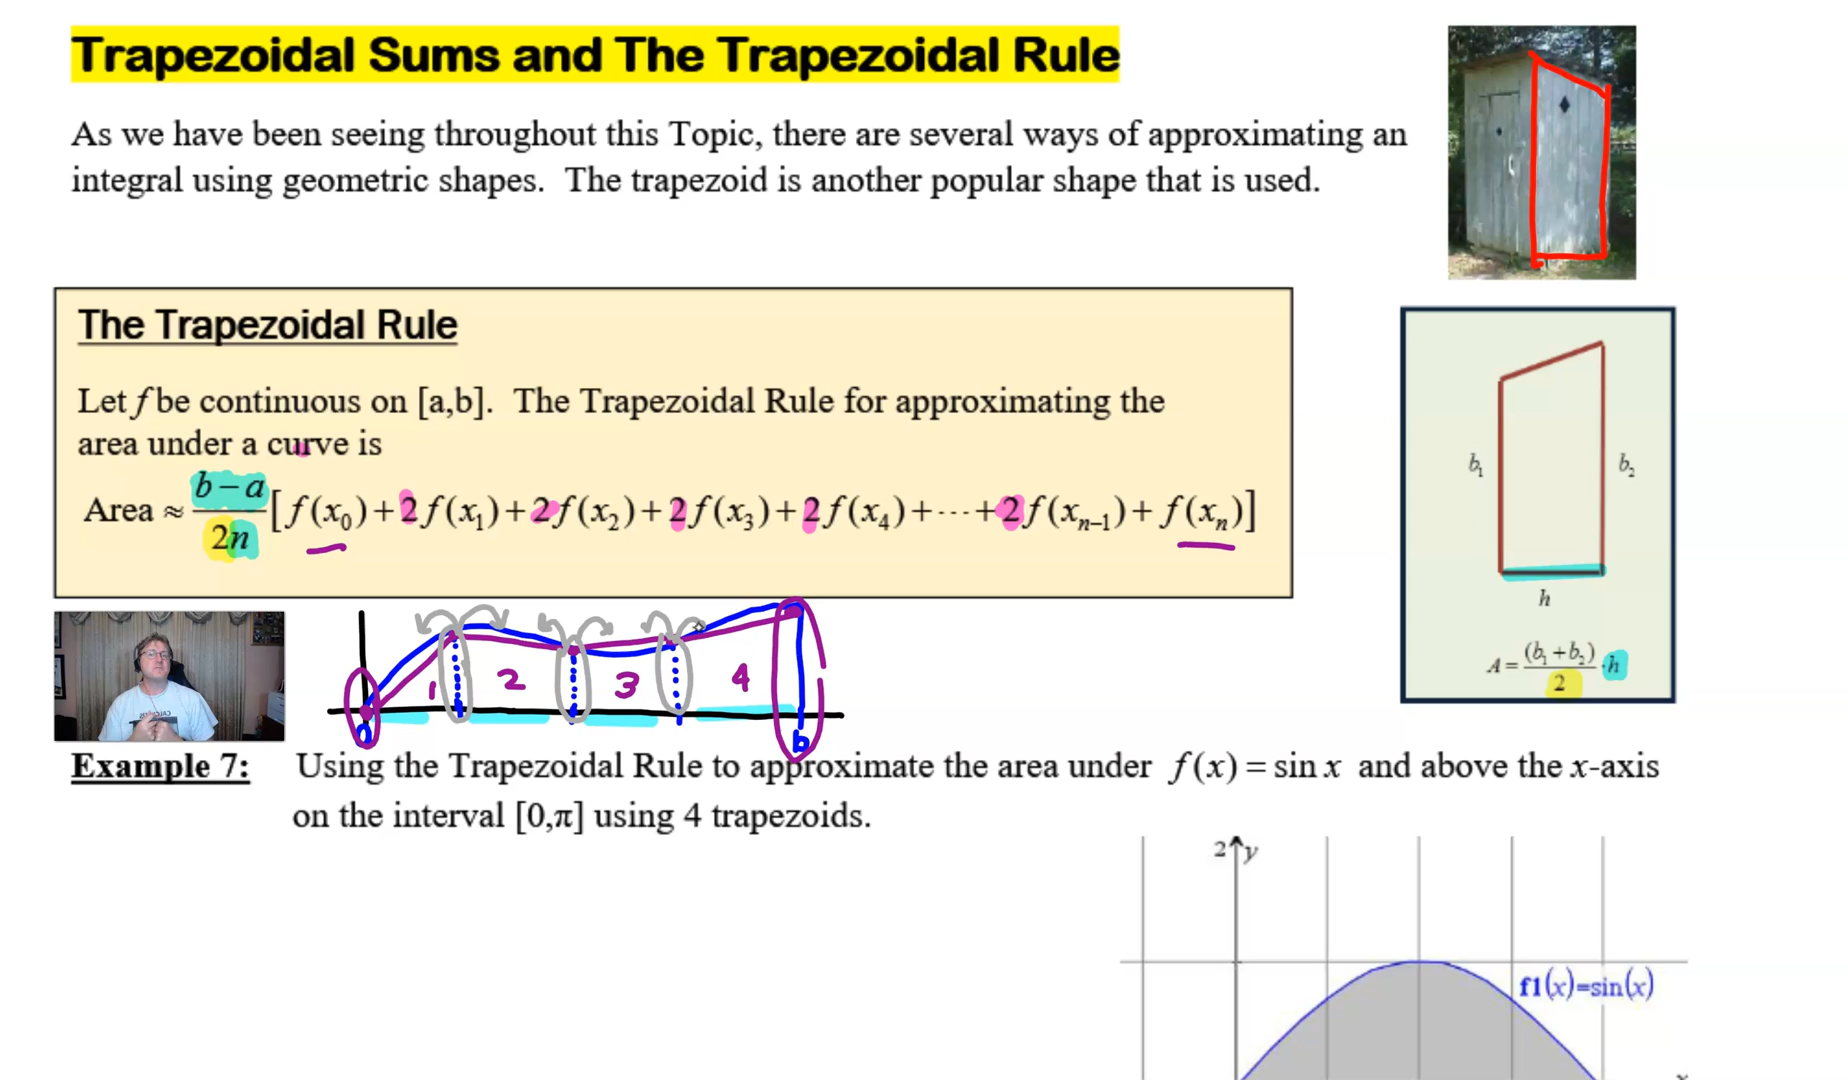 Trapezoidal Sums and The Trapezoidal Rule
As we have been seeing throughout this Topic, there are several ways of approximating an
integral using geometric shapes. The trapezoid is another popular shape that is used.
The Trapezoidal Rule
Let f be continuous on [a,b]. The Trapezoidal Rule for approximating the
area under a curve is
Area ≈ (b−a)/(2n) [f(x₀)+2f(x₁)+2f(x₂)+2f(x₃)+2f(x₄)+⋯+2f(xₙ₋₁)+f(xₙ)]
b₁ b₂
h
A = (b₁+b₂)/2 · h
1 2 3 4
a b
Example 7: Using the Trapezoidal Rule to approximate the area under f(x) = sin x and above the x-axis
on the interval [0,π] using 4 trapezoids.
2 y
f1(x)=sin(x)